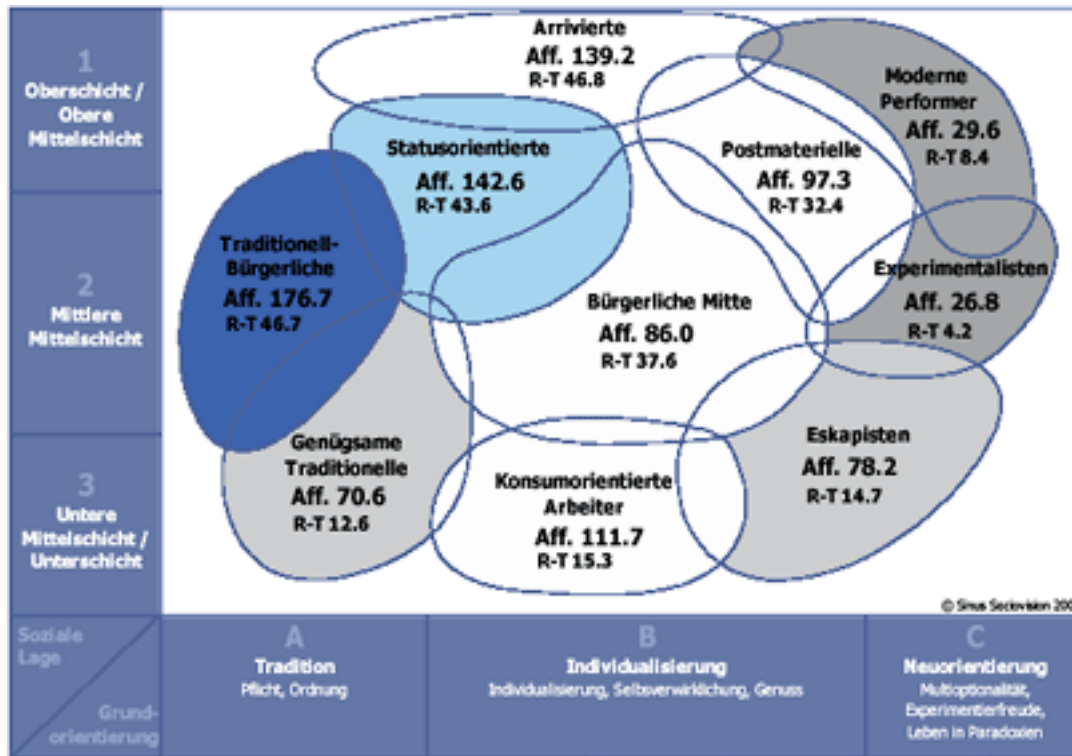 1
Oberschicht /
Obere
Mittelschicht
2
Mittlere
Mittelschicht
3
Untere
Mittelschicht /
Unterschicht
Arrivierte
Aff. 139.2
R-T 46.8
Moderne
Performer
Aff. 29.6
R-T 8.4
Statusorientierte
Aff. 142.6
R-T 43.6
Postmaterielle
Aff. 97.3
R-T 32.4
Traditionell-
Bürgerliche
Aff. 176.7
R-T 46.7
Bürgerliche Mitte
Aff. 86.0
R-T 37.6
Experimentalisten
Aff. 26.8
R-T 4.2
Genügsame
Traditionelle
Aff. 70.6
R-T 12.6
Konsumorientierte
Arbeiter
Aff. 111.7
R-T 15.3
Eskapisten
Aff. 78.2
R-T 14.7
© Sinus Sociovision
Soziale
Lage
Grund-
orientierung
A
Tradition
Pflicht, Ordnung
B
Individualisierung
Individualisierung, Selbsverwirklichung, Genuss
C
Neuorientierung
Multioptionalität,
Experimentierfreude,
Leben in Paradoxien